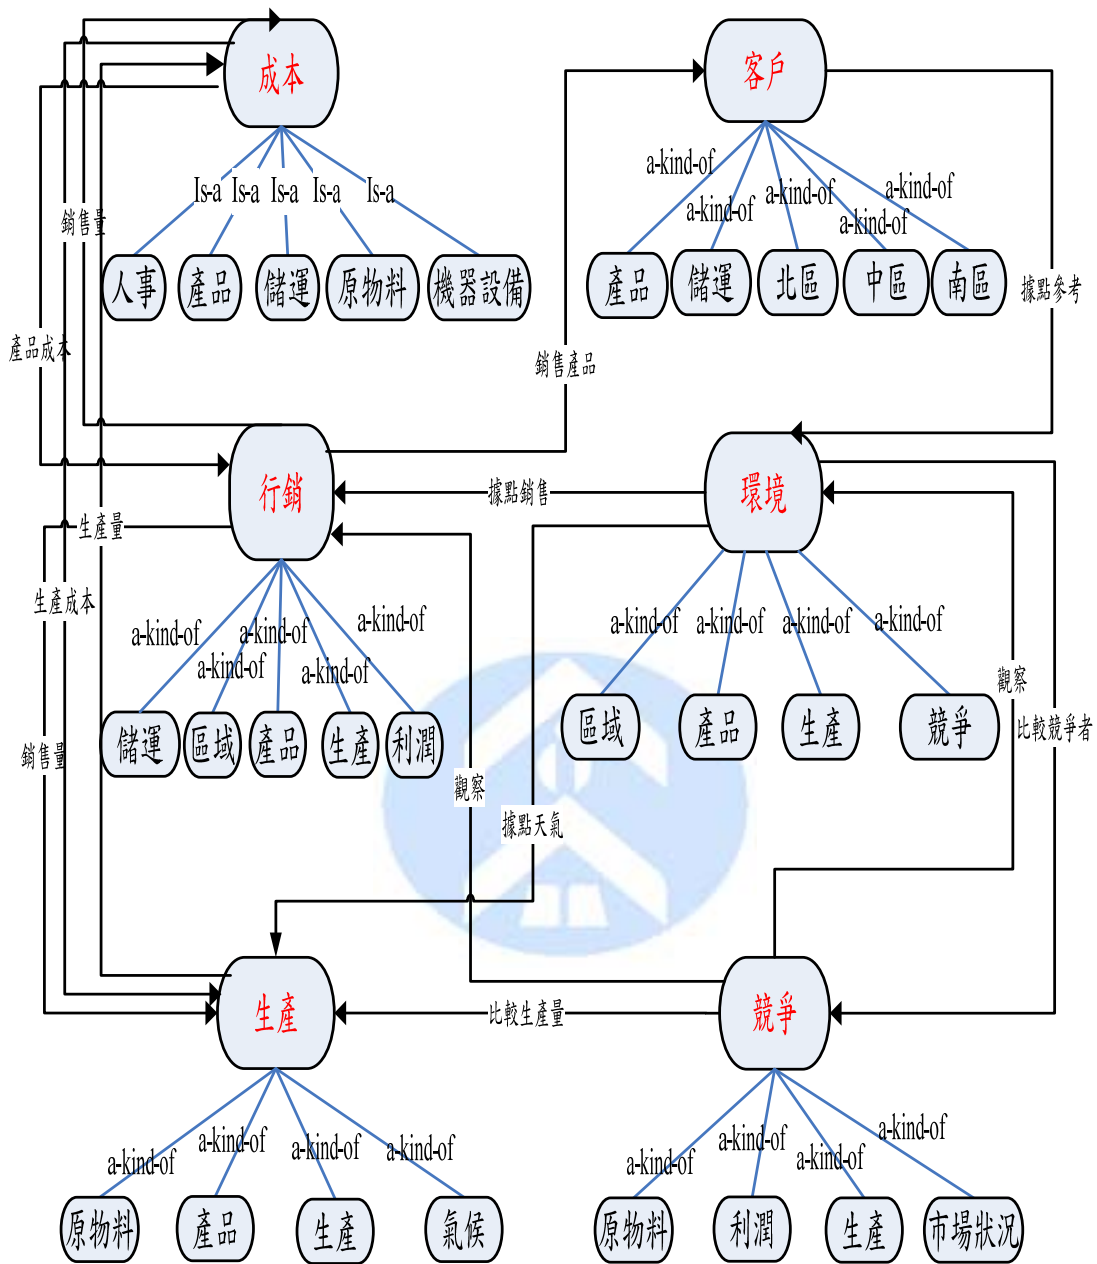 成本
客戶
Is-a
Is-a
Is-a
Is-a
Is-a
a-kind-of
a-kind-of
a-kind-of
a-kind-of
a-kind-of
人事
產品
儲運
原物料
機器設備
產品
儲運
北區
中區
南區
銷售量
產品成本
銷售產品
據點參考
行銷
環境
據點銷售
生產量
生產成本
銷售量
a-kind-of
a-kind-of
a-kind-of
a-kind-of
a-kind-of
a-kind-of
a-kind-of
a-kind-of
a-kind-of
儲運
區域
產品
生產
利潤
區域
產品
生產
競爭
觀察
比較競爭者
觀察
據點天氣
生產
競爭
比較生產量
a-kind-of
a-kind-of
a-kind-of
a-kind-of
a-kind-of
a-kind-of
a-kind-of
a-kind-of
原物料
產品
生產
氣候
原物料
利潤
生產
市場狀況